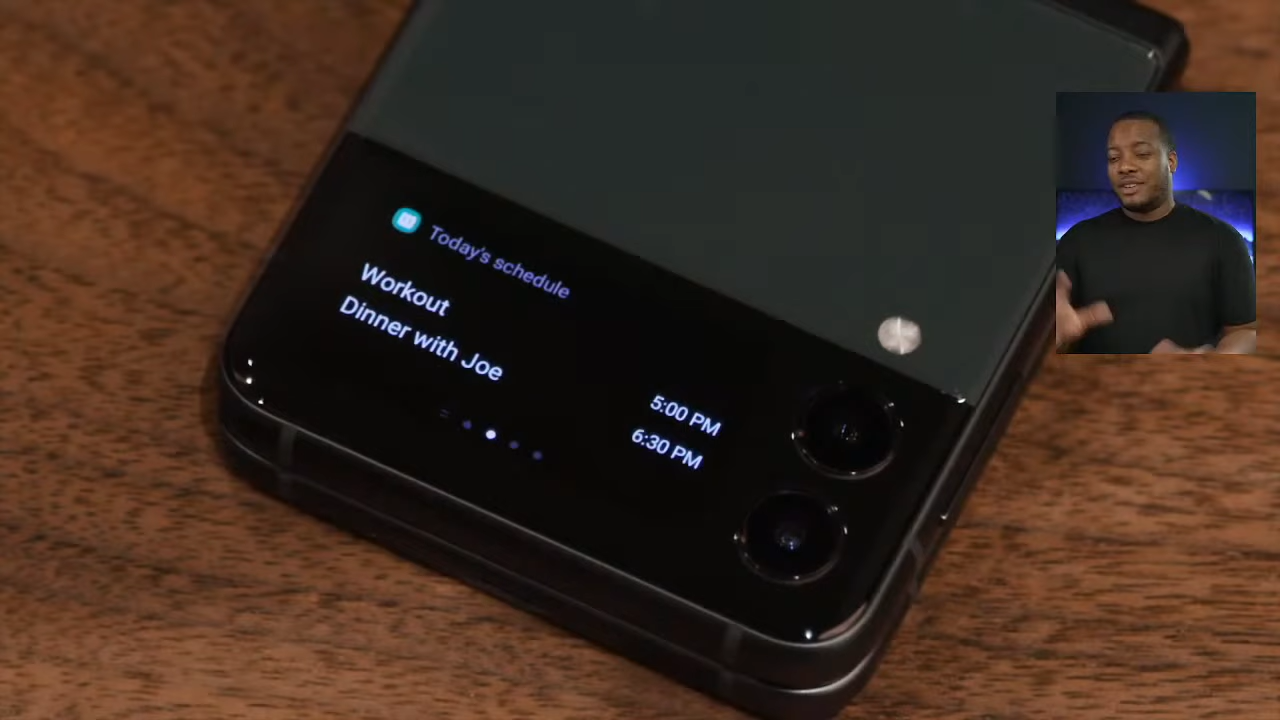 Today's schedule
Workout
Dinner with Joe
5:00 PM
6:30 PM